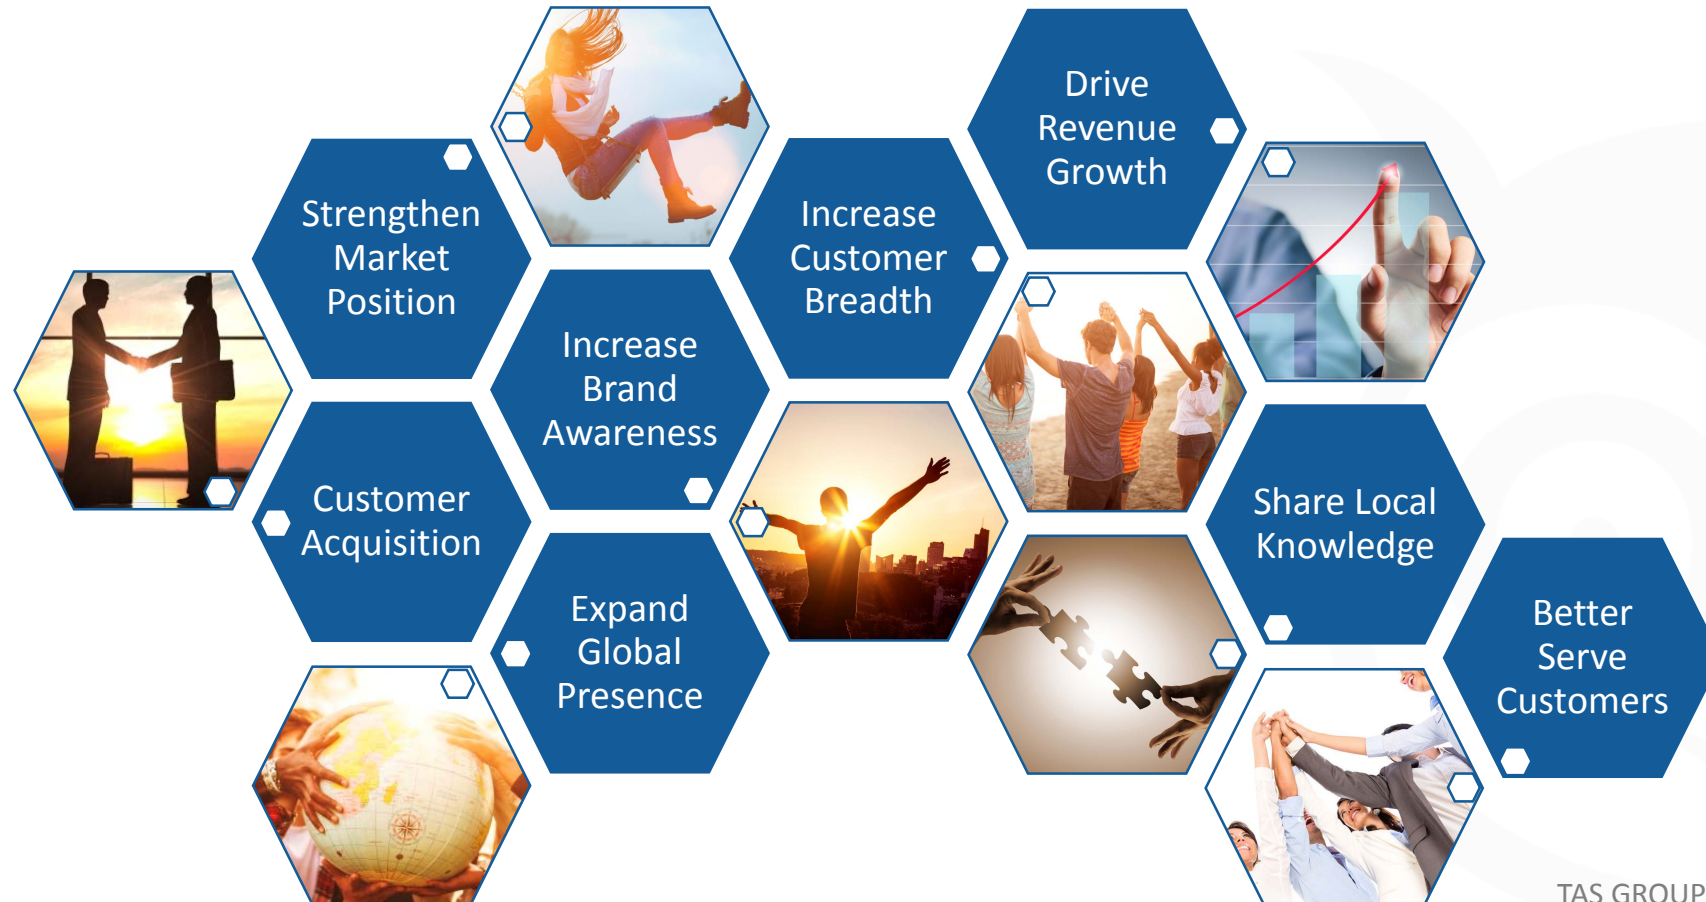 Strengthen
Market
Position
Customer
Acquisition
Increase
Brand
Awareness
Expand
Global
Presence
Increase
Customer
Breadth
Drive
Revenue
Growth
Share Local
Knowledge
Better
Serve
Customers
TAS GROUP